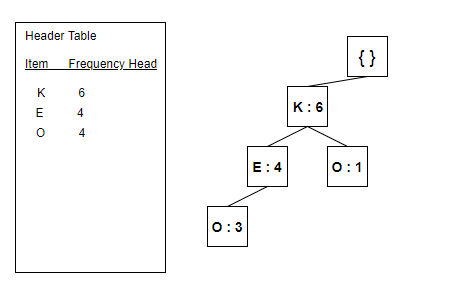 Header Table
Item Frequency Head
K 6
E 4
O 4
{ }
K : 6
E : 4
O : 1
O : 3